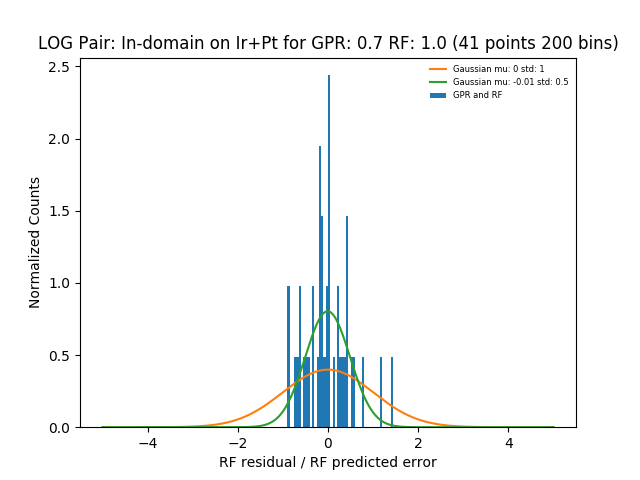 LOG Pair: In-domain on Ir+Pt for GPR: 0.7 RF: 1.0 (41 points 200 bins)
Gaussian mu: 0 std: 1
Gaussian mu: -0.01 std: 0.5
GPR and RF
Normalized Counts
2.5
2.0
1.5
1.0
0.5
0.0
−4
−2
0
2
4
RF residual / RF predicted error